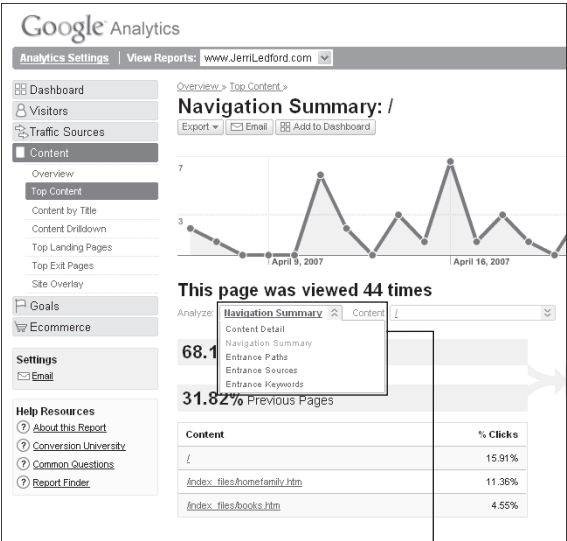 Google Analytics
Analytics Settings | View Reports: www.JerriLedford.com
Dashboard
Visitors
Traffic Sources
Content
Overview
Top Content
Content by Title
Content Drilldown
Top Landing Pages
Top Exit Pages
Site Overlay
Goals
Ecommerce
Settings
Email
Help Resources
About this Report
Conversion University
Common Questions
Report Finder
Overview » Top Content »
Navigation Summary: /
Export Email Add to Dashboard
7
3
April 9, 2007 April 16, 2007
This page was viewed 44 times
Analyze: Navigation Summary Content: /
Content Detail
Navigation Summary
Entrance Paths
Entrance Sources
Entrance Keywords
68.1
31.82% Previous Pages
Content % Clicks
/ 15.91%
/index_files/homefamily.htm 11.36%
/index_files/books.htm 4.55%